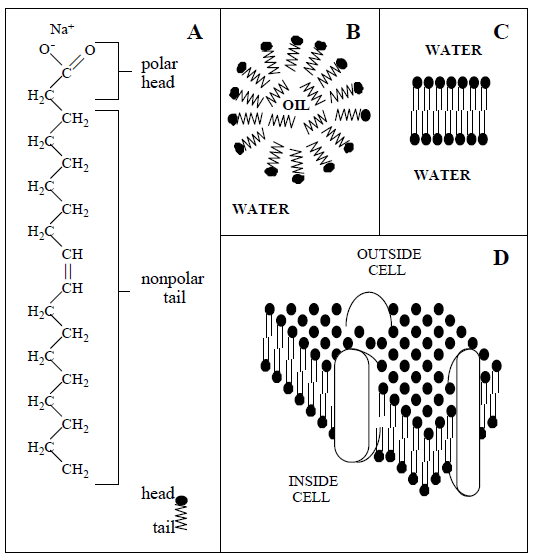 A
Na⁺
O⁻ O
C
polar
head
H₂C
CH₂
H₂C
CH₂
H₂C
CH₂
H₂C
CH
CH
nonpolar
tail
H₂C
CH₂
H₂C
CH₂
H₂C
CH₂
H₂C
CH₂
head
tail
B
OIL
WATER
C
WATER
WATER
D
OUTSIDE
CELL
INSIDE
CELL